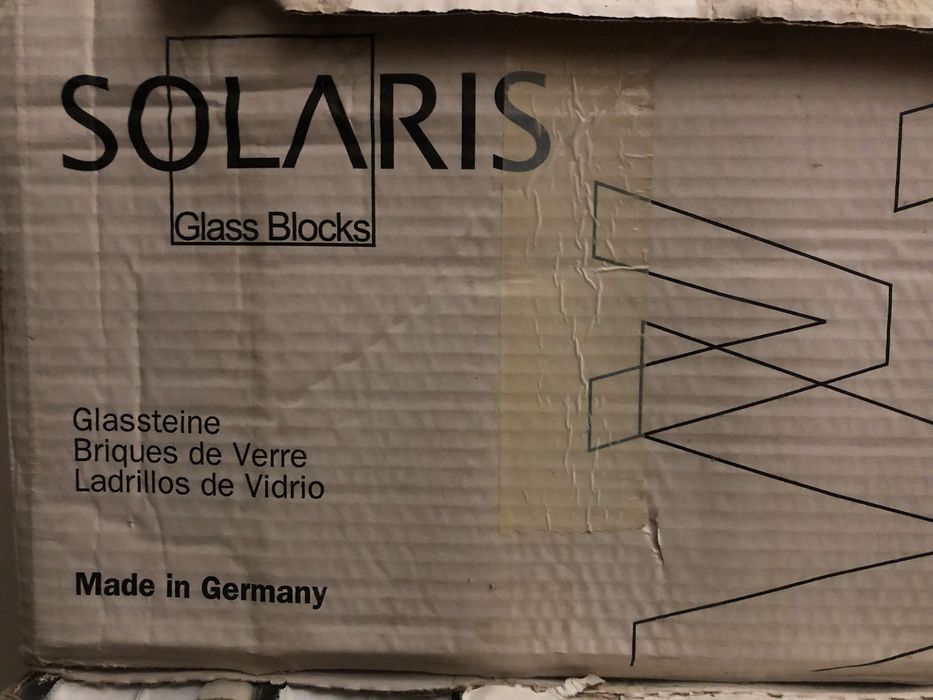 SOLARIS
Glass Blocks
Glassteine
Briques de Verre
Ladrillos de Vidrio
Made in Germany